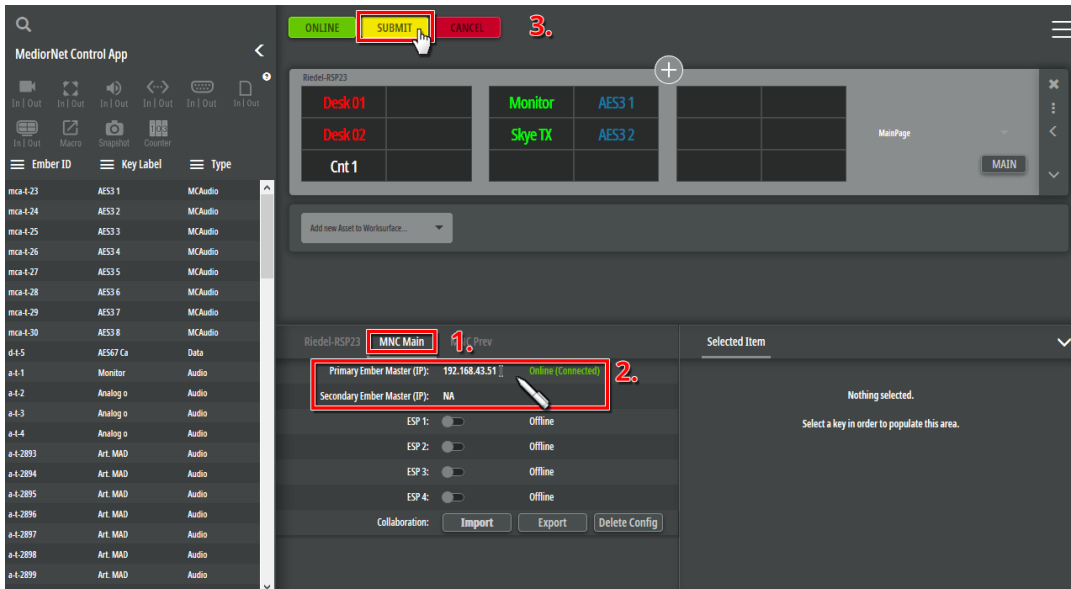 ONLINE SUBMIT CANCEL 3.
MediorNet Control App
In | Out In | Out In | Out In | Out In | Out In | Out
In | Out Macro Snapshot Counter
Ember ID Key Label Type
mca-t-23 AES3 1 MCAudio
mca-t-24 AES3 2 MCAudio
mca-t-25 AES3 3 MCAudio
mca-t-26 AES3 4 MCAudio
mca-t-27 AES3 5 MCAudio
mca-t-28 AES3 6 MCAudio
mca-t-29 AES3 7 MCAudio
mca-t-30 AES3 8 MCAudio
d-t-5 AES67 Ca Data
a-t-1 Monitor Audio
a-t-2 Analog o Audio
a-t-3 Analog o Audio
a-t-4 Analog o Audio
a-t-2893 Art. MAD Audio
a-t-2894 Art. MAD Audio
a-t-2895 Art. MAD Audio
a-t-2896 Art. MAD Audio
a-t-2897 Art. MAD Audio
a-t-2898 Art. MAD Audio
a-t-2899 Art. MAD Audio
Riedel-RSP23
Desk 01 Monitor AES3 1
Desk 02 Skye TX AES3 2
Cnt 1
MainPage
MAIN
Add new Asset to Worksurface...
Riedel-RSP23 MNC Main 1. Prev
Primary Ember Master (IP): 192.168.43.51 Online (Connected) 2.
Secondary Ember Master (IP): NA
ESP 1: Offline
ESP 2: Offline
ESP 3: Offline
ESP 4: Offline
Collaboration: Import Export Delete Config
Selected Item
Nothing selected.
Select a key in order to populate this area.